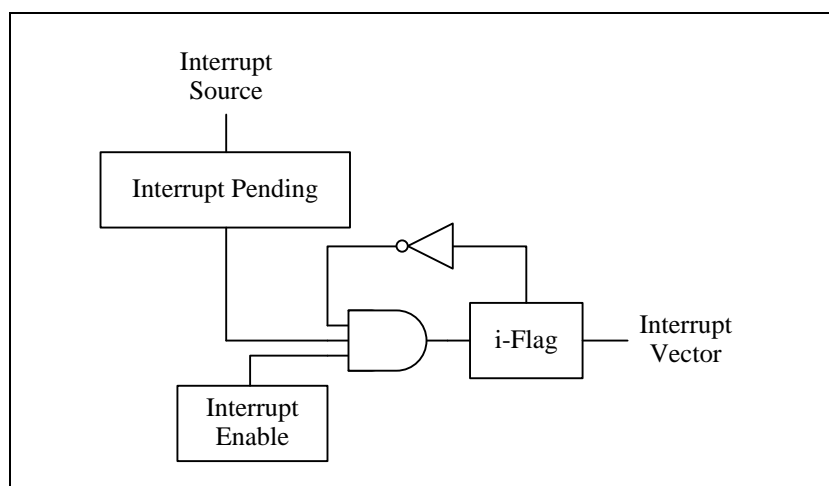 Interrupt
Source
Interrupt Pending
i-Flag
Interrupt
Vector
Interrupt
Enable